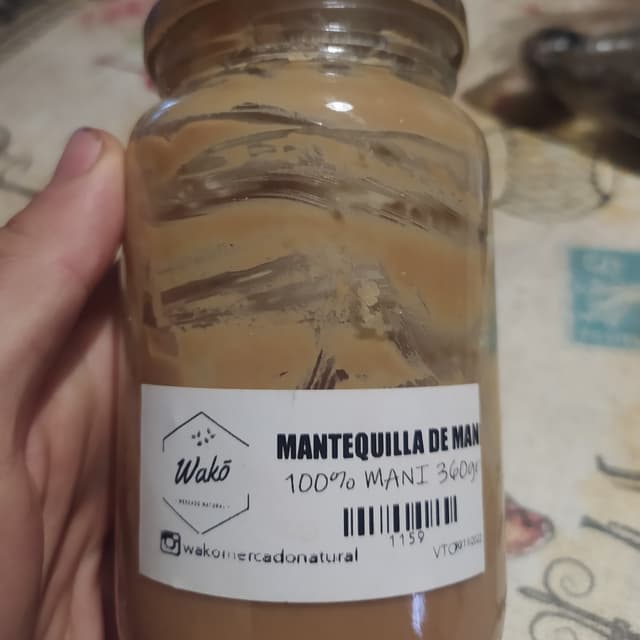 Wakō
MERCADO NATURAL
MANTEQUILLA DE MAN
100% MANI 360gr
1159
wakomercadonatural